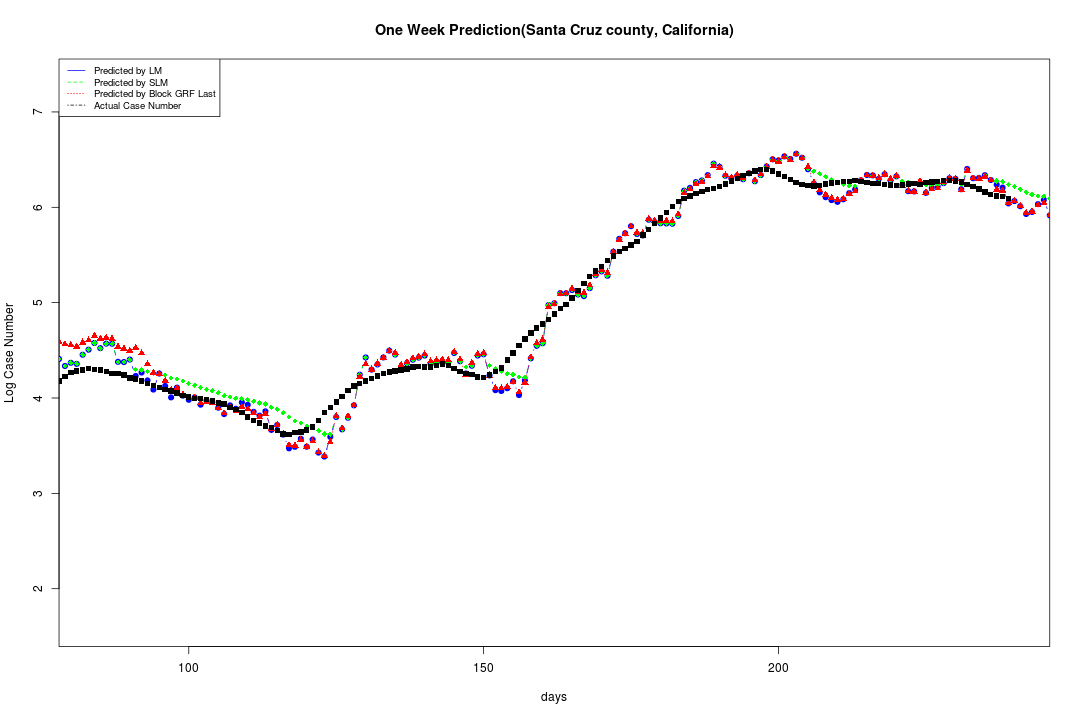 One Week Prediction(Santa Cruz county, California)
Predicted by LM
Predicted by SLM
Predicted by Block GRF Last
Actual Case Number
7
6
5
4
3
2
Log Case Number
100 150 200
days